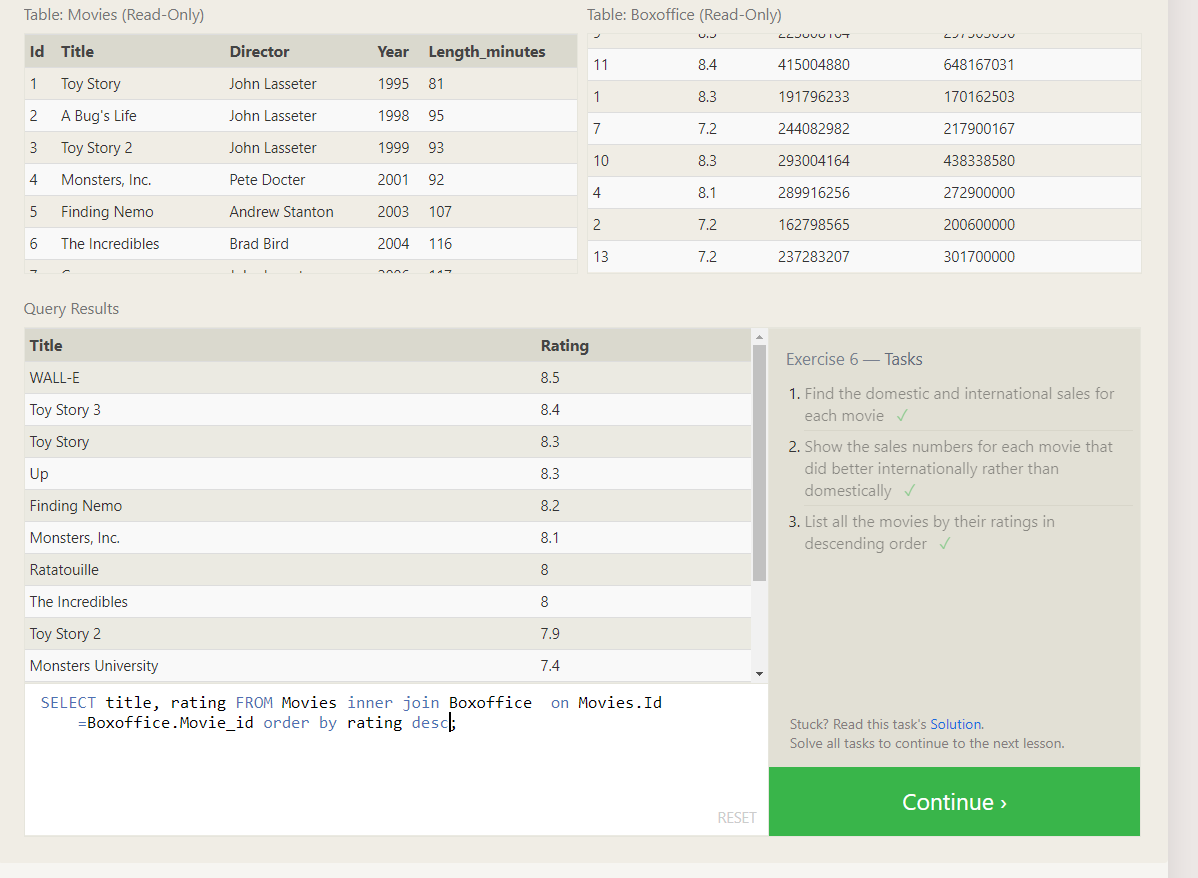 Table: Movies (Read-Only)
Id Title Director Year Length_minutes
1 Toy Story John Lasseter 1995 81
2 A Bug's Life John Lasseter 1998 95
3 Toy Story 2 John Lasseter 1999 93
4 Monsters, Inc. Pete Docter 2001 92
5 Finding Nemo Andrew Stanton 2003 107
6 The Incredibles Brad Bird 2004 116
Table: Boxoffice (Read-Only)
11 8.4 415004880 648167031
1 8.3 191796233 170162503
7 7.2 244082982 217900167
10 8.3 293004164 438338580
4 8.1 289916256 272900000
2 7.2 162798565 200600000
13 7.2 237283207 301700000
Query Results
Title Rating
WALL-E 8.5
Toy Story 3 8.4
Toy Story 8.3
Up 8.3
Finding Nemo 8.2
Monsters, Inc. 8.1
Ratatouille 8
The Incredibles 8
Toy Story 2 7.9
Monsters University 7.4
SELECT title, rating FROM Movies inner join Boxoffice  on Movies.Id
=Boxoffice.Movie_id order by rating desc;
RESET
Exercise 6 — Tasks
1. Find the domestic and international sales for
each movie ✓
2. Show the sales numbers for each movie that
did better internationally rather than
domestically ✓
3. List all the movies by their ratings in
descending order ✓
Stuck? Read this task's Solution.
Solve all tasks to continue to the next lesson.
Continue ›